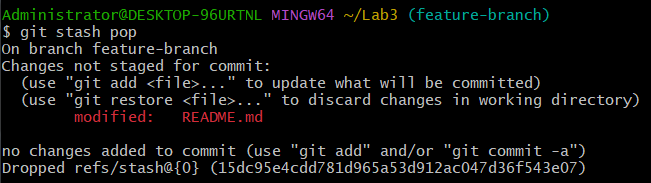 Administrator@DESKTOP-96URTNL MINGW64 ~/Lab3 (feature-branch)
$ git stash pop
On branch feature-branch
Changes not staged for commit:
  (use "git add <file>..." to update what will be committed)
  (use "git restore <file>..." to discard changes in working directory)
        modified:   README.md

no changes added to commit (use "git add" and/or "git commit -a")
Dropped refs/stash@{0} (15dc95e4cdd781d965a53d912ac047d36f543e07)